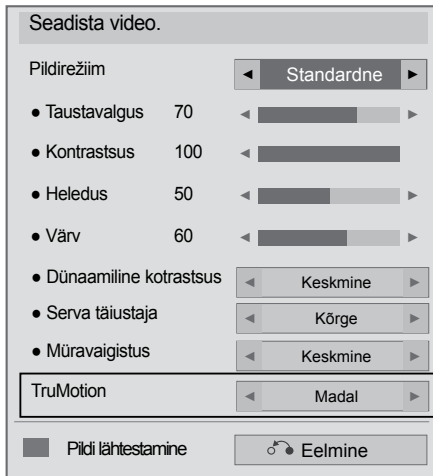 Seadista video.
Pildirežiim ◄ Standardne ►
● Taustavalgus 70 ◄ ►
● Kontrastsus 100 ◄
● Heledus 50 ◄ ►
● Värv 60 ◄ ►
● Dünaamiline kotrastsus ◄ Keskmine ►
● Serva täiustaja ◄ Kõrge ►
● Müravaigistus ◄ Keskmine ►
TruMotion ◄ Madal ►
Pildi lähtestamine Eelmine